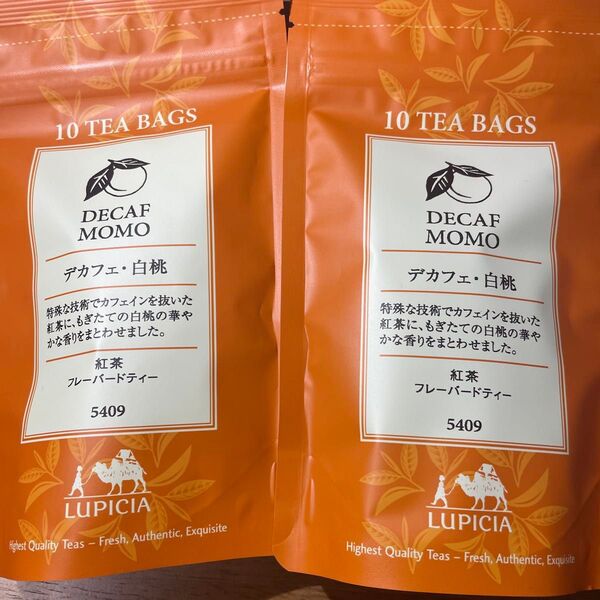 10 TEA BAGS
DECAF
MOMO
デカフェ・白桃
特殊な技術でカフェインを抜いた
紅茶に、もぎたての白桃の華や
かな香りをまとわせました。
紅茶
フレーバードティー
5409
LUPICIA
Highest Quality Teas – Fresh, Authentic, Exquisite
10 TEA BAGS
DECAF
MOMO
デカフェ・白桃
特殊な技術でカフェインを抜いた
紅茶に、もぎたての白桃の華や
かな香りをまとわせました。
紅茶
フレーバードティー
5409
LUPICIA
Highest Quality Teas – Fresh, Authentic, Exquisite